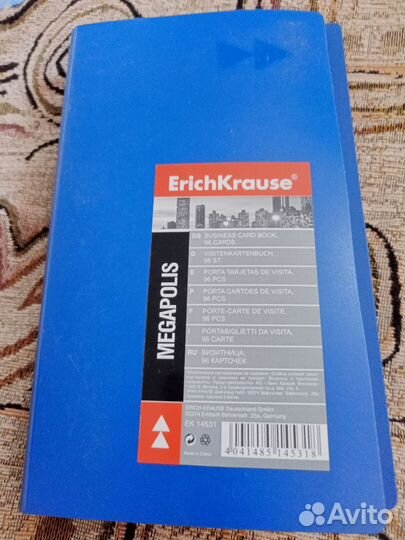 ErichKrause®
MEGAPOLIS
GB BUSINESS CARD BOOK,
96 CARDS
D VISITENKARTENBUCH,
96 ST.
E PORTA TARJETAS DE VISITA,
96 PCS
P PORTA CARTOES DE VISITA,
96 PCS
F PORTE-CARTE DE VISITE,
96 PCS
I PORTABIGLIETTI DA VISITA,
96 CARTE
RU ВИЗИТНИЦА,
96 КАРТОЧЕК
ERICH KRAUSE Deutschland GmbH
Germany
EK 14531
Made in China
4 041485 145318
Avito